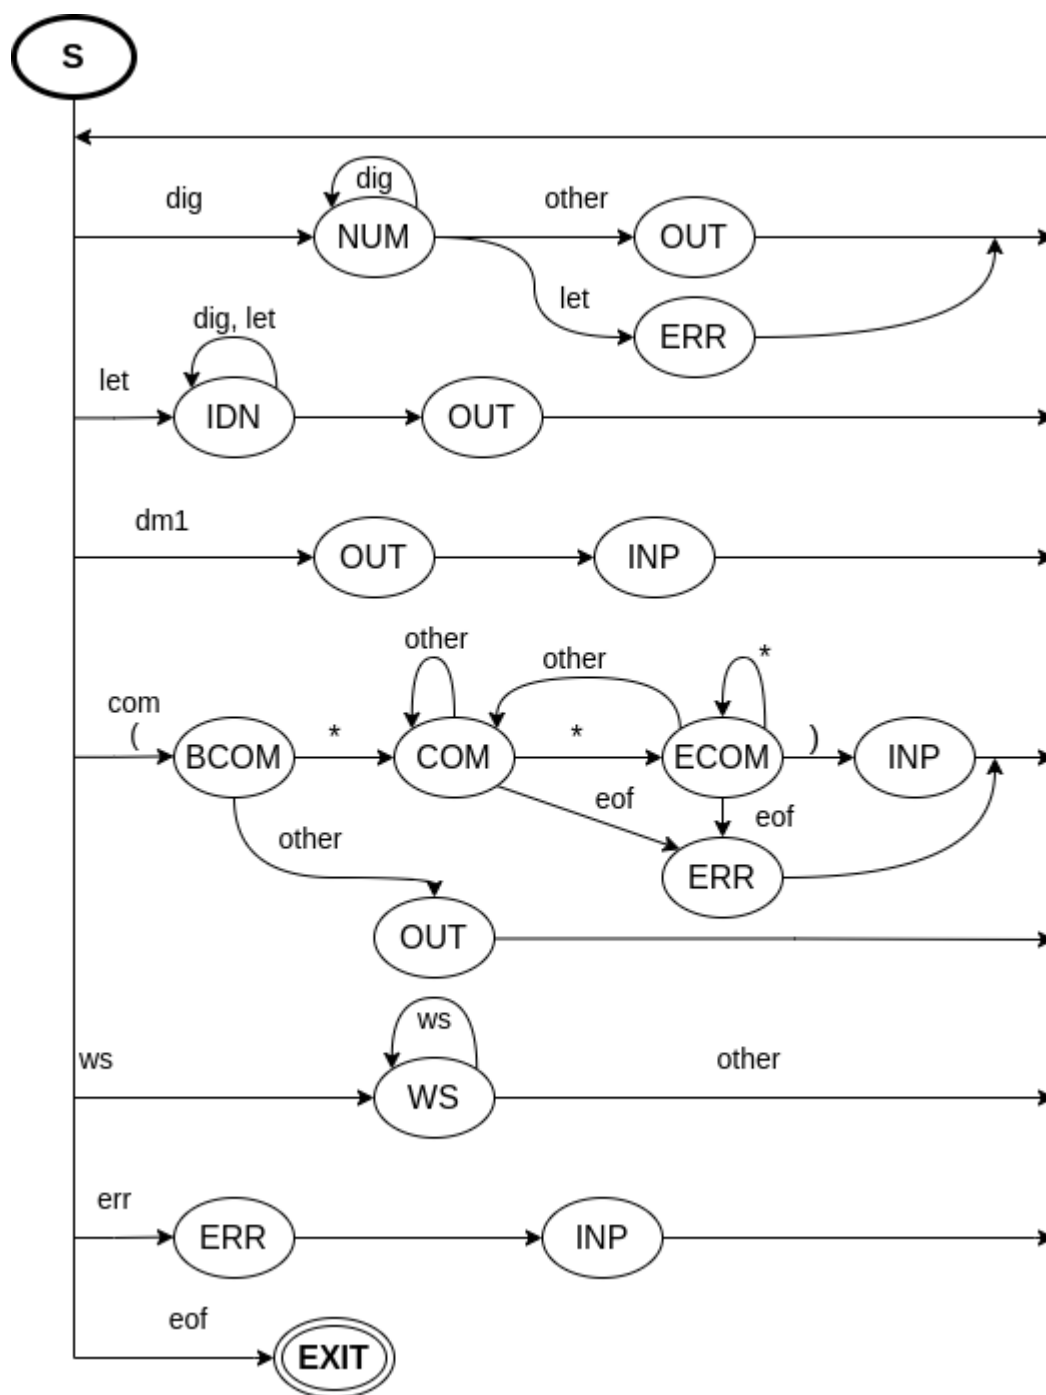 S
dig
dig
NUM
other
OUT
let
ERR
dig, let
let
IDN
OUT
dm1
OUT
INP
other
other
*
com
(
BCOM
*
COM
*
ECOM
)
INP
eof
eof
other
ERR
OUT
ws
ws
WS
other
err
ERR
INP
eof
EXIT